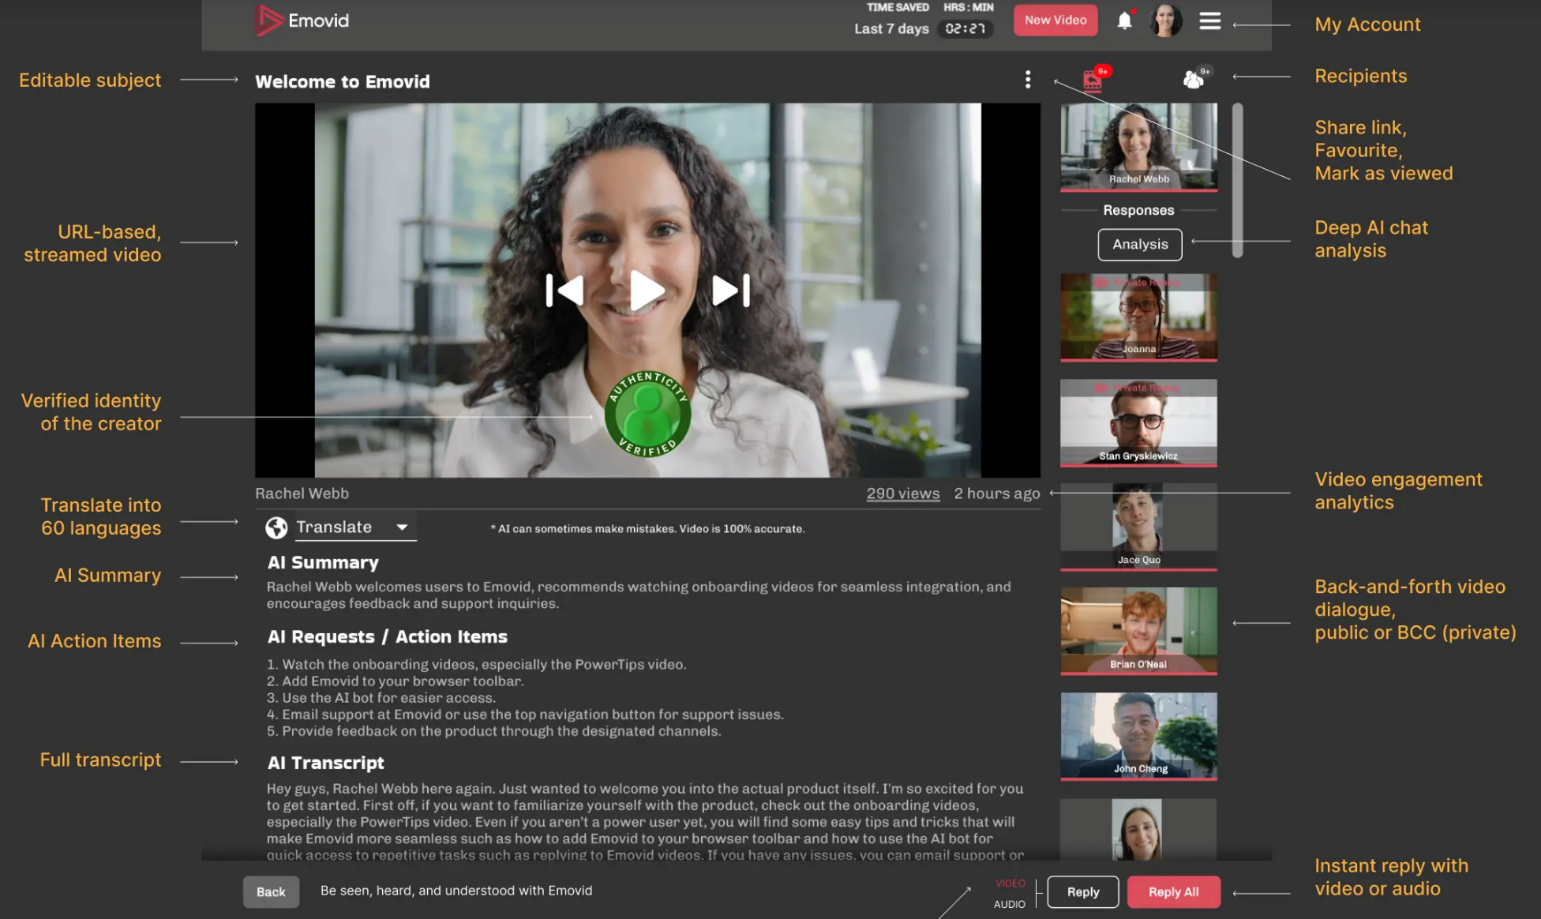 Emovid
TIME SAVED HRS : MIN
Last 7 days 02:27
New Video
My Account
Editable subject
Welcome to Emovid
9+
9+
Recipients
Share link,
Favourite,
Mark as viewed
Rachel Webb
Responses
Analysis
Deep AI chat
analysis
URL-based,
streamed video
Private Reply
Joanna
Private Reply
Stan Gryskiewicz
Verified identity
of the creator
AUTHENTICITY
VERIFIED
Rachel Webb
290 views 2 hours ago
Video engagement
analytics
Translate into
60 languages
Translate
* AI can sometimes make mistakes. Video is 100% accurate.
Jace Quo
AI Summary
AI Summary
Rachel Webb welcomes users to Emovid, recommends watching onboarding videos for seamless integration, and
encourages feedback and support inquiries.
Back-and-forth video
dialogue,
public or BCC (private)
Brian O'Neal
AI Action Items
AI Requests / Action Items
1. Watch the onboarding videos, especially the PowerTips video.
2. Add Emovid to your browser toolbar.
3. Use the AI bot for easier access.
4. Email support at Emovid or use the top navigation button for support issues.
5. Provide feedback on the product through the designated channels.
John Cheng
Full transcript
AI Transcript
Hey guys, Rachel Webb here again. Just wanted to welcome you into the actual product itself. I'm so excited for you
to get started. First off, if you want to familiarize yourself with the product, check out the onboarding videos,
especially the PowerTips video. Even if you aren't a power user yet, you will find some easy tips and tricks that will
make Emovid more seamless such as how to add Emovid to your browser toolbar and how to use the AI bot for
quick access to repetitive tasks such as replying to Emovid videos. If you have any issues, you can email support or
Back
Be seen, heard, and understood with Emovid
VIDEO
AUDIO
Reply
Reply All
Instant reply with
video or audio